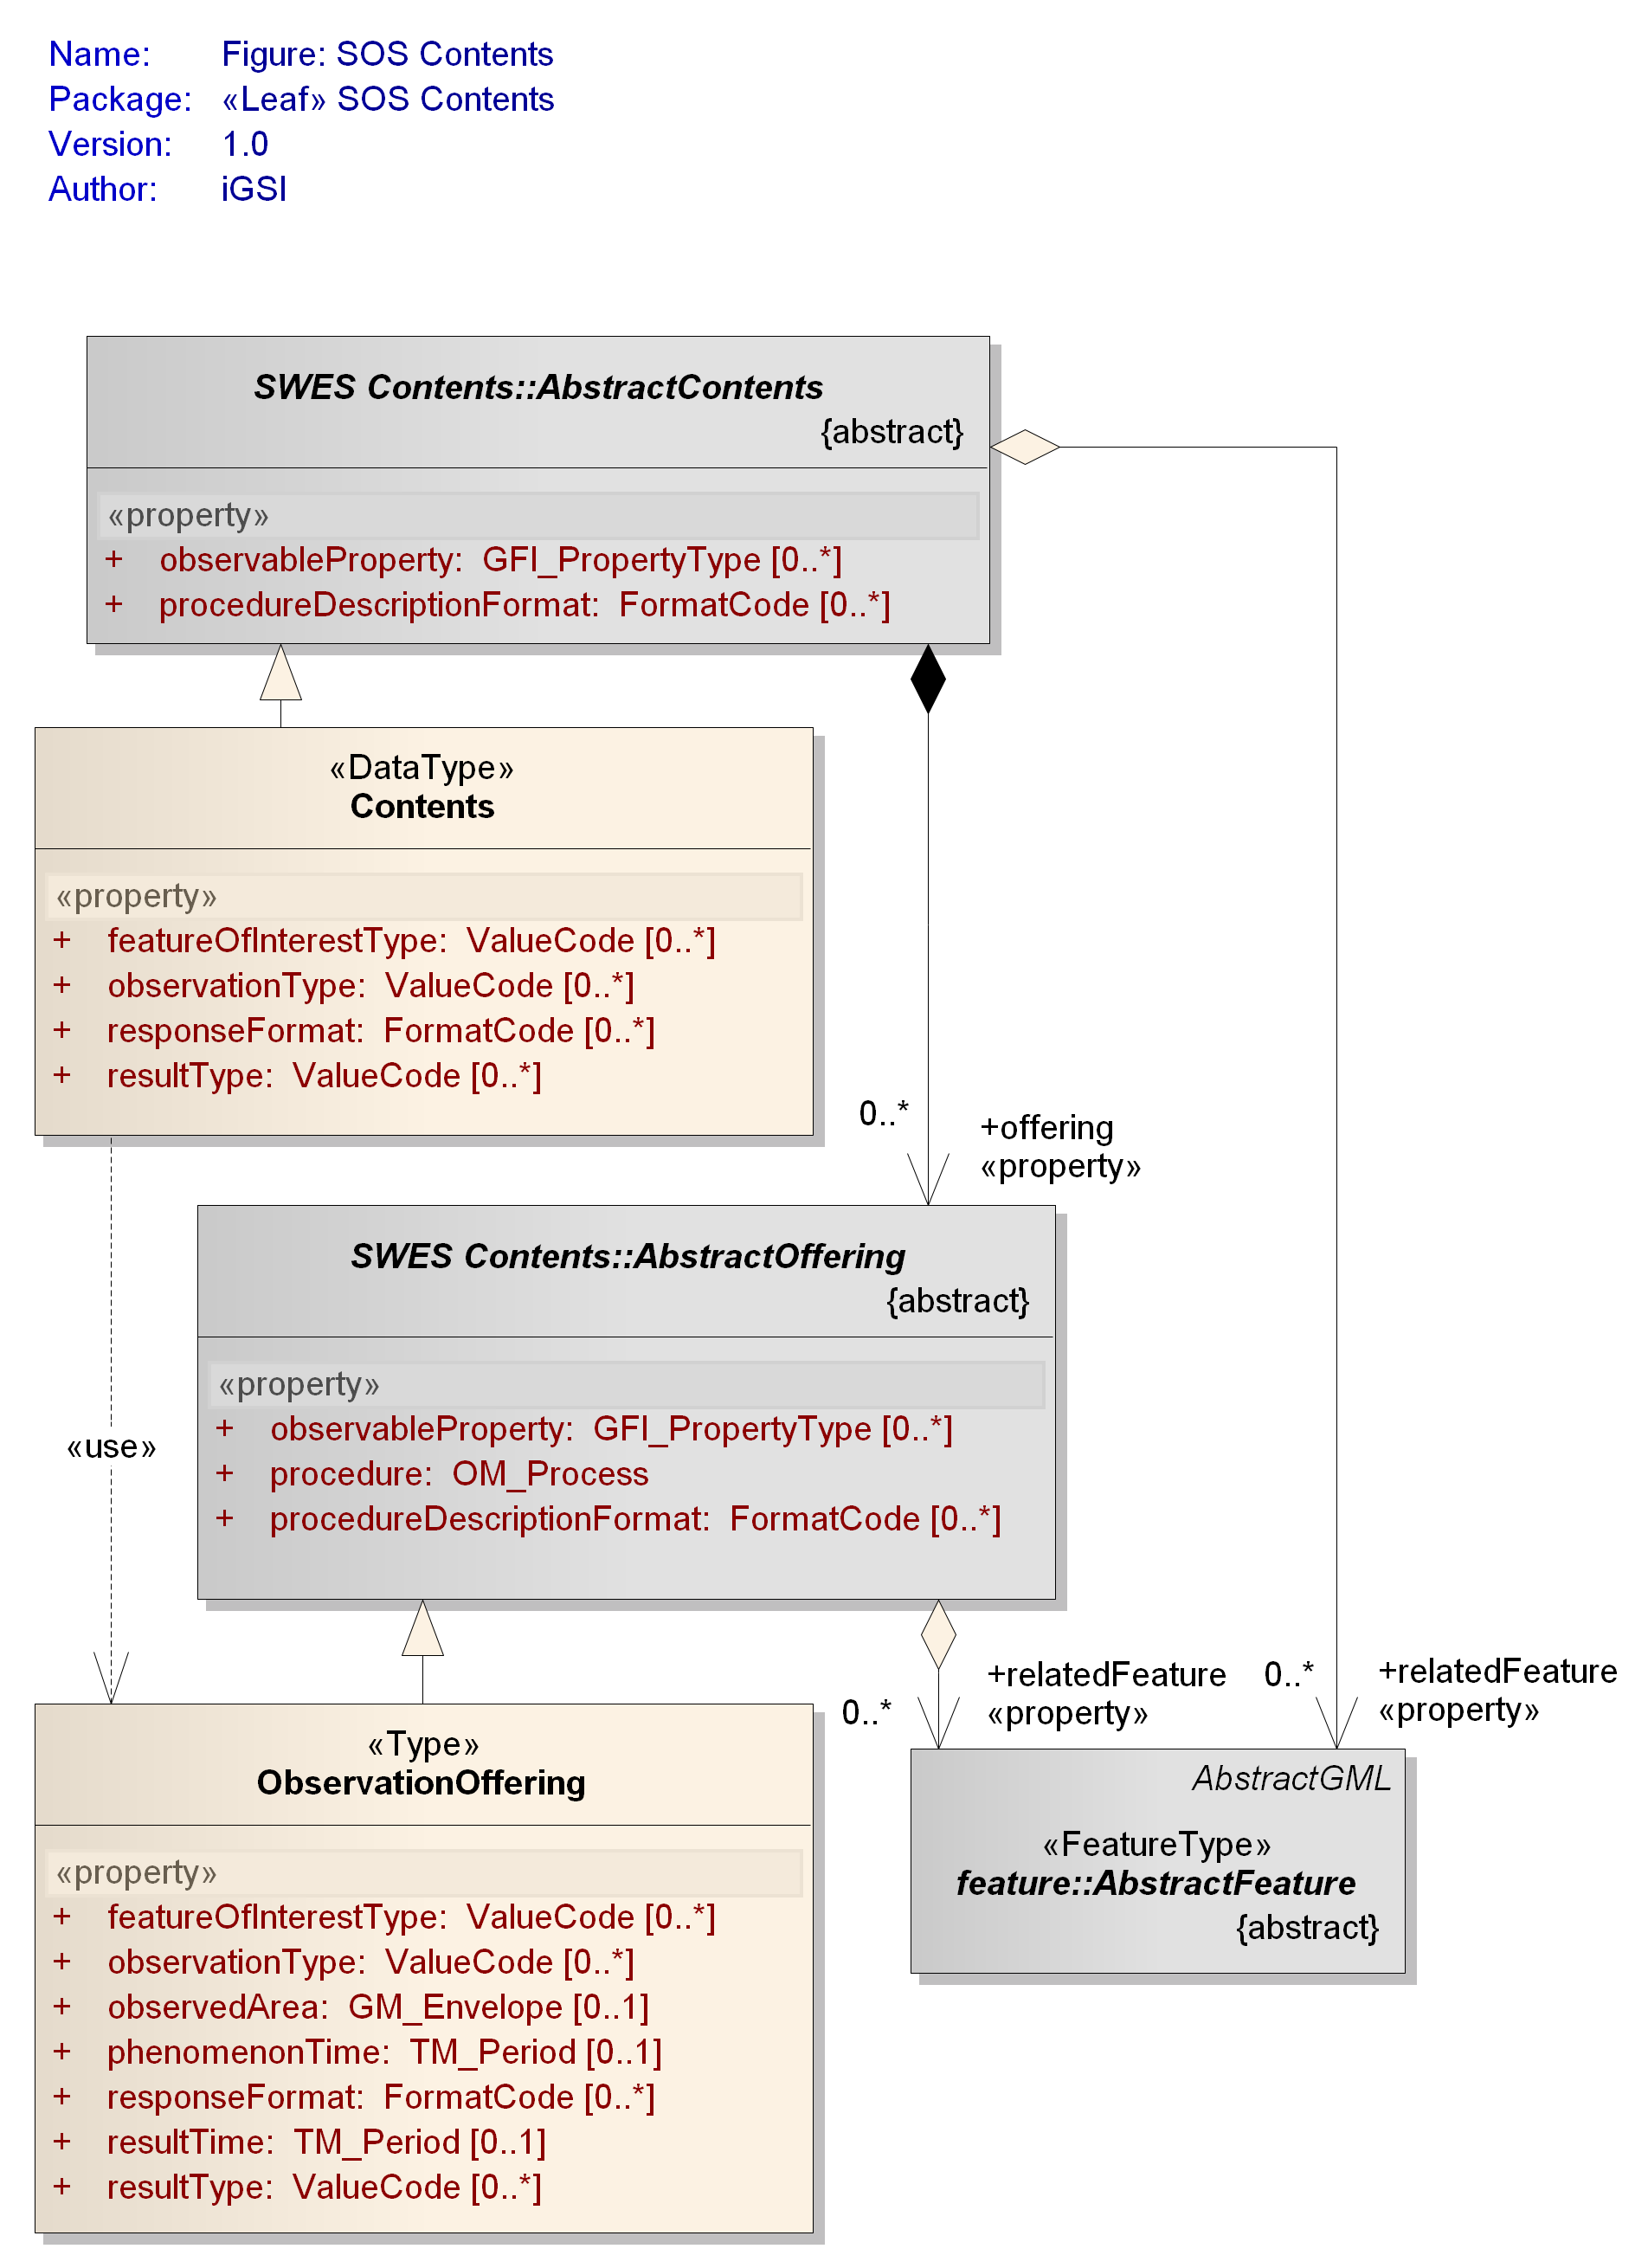 Name: Figure: SOS Contents
Package: «Leaf» SOS Contents
Version: 1.0
Author: iGSI
SWES Contents::AbstractContents
{abstract}
«property»
+ observableProperty: GFI_PropertyType [0..*]
+ procedureDescriptionFormat: FormatCode [0..*]
«DataType»
Contents
«property»
+ featureOfInterestType: ValueCode [0..*]
+ observationType: ValueCode [0..*]
+ responseFormat: FormatCode [0..*]
+ resultType: ValueCode [0..*]
0..*
+offering
«property»
SWES Contents::AbstractOffering
{abstract}
«property»
+ observableProperty: GFI_PropertyType [0..*]
+ procedure: OM_Process
+ procedureDescriptionFormat: FormatCode [0..*]
«use»
0..*
+relatedFeature
«property»
0..*
+relatedFeature
«property»
«Type»
ObservationOffering
«property»
+ featureOfInterestType: ValueCode [0..*]
+ observationType: ValueCode [0..*]
+ observedArea: GM_Envelope [0..1]
+ phenomenonTime: TM_Period [0..1]
+ responseFormat: FormatCode [0..*]
+ resultTime: TM_Period [0..1]
+ resultType: ValueCode [0..*]
AbstractGML
«FeatureType»
feature::AbstractFeature
{abstract}